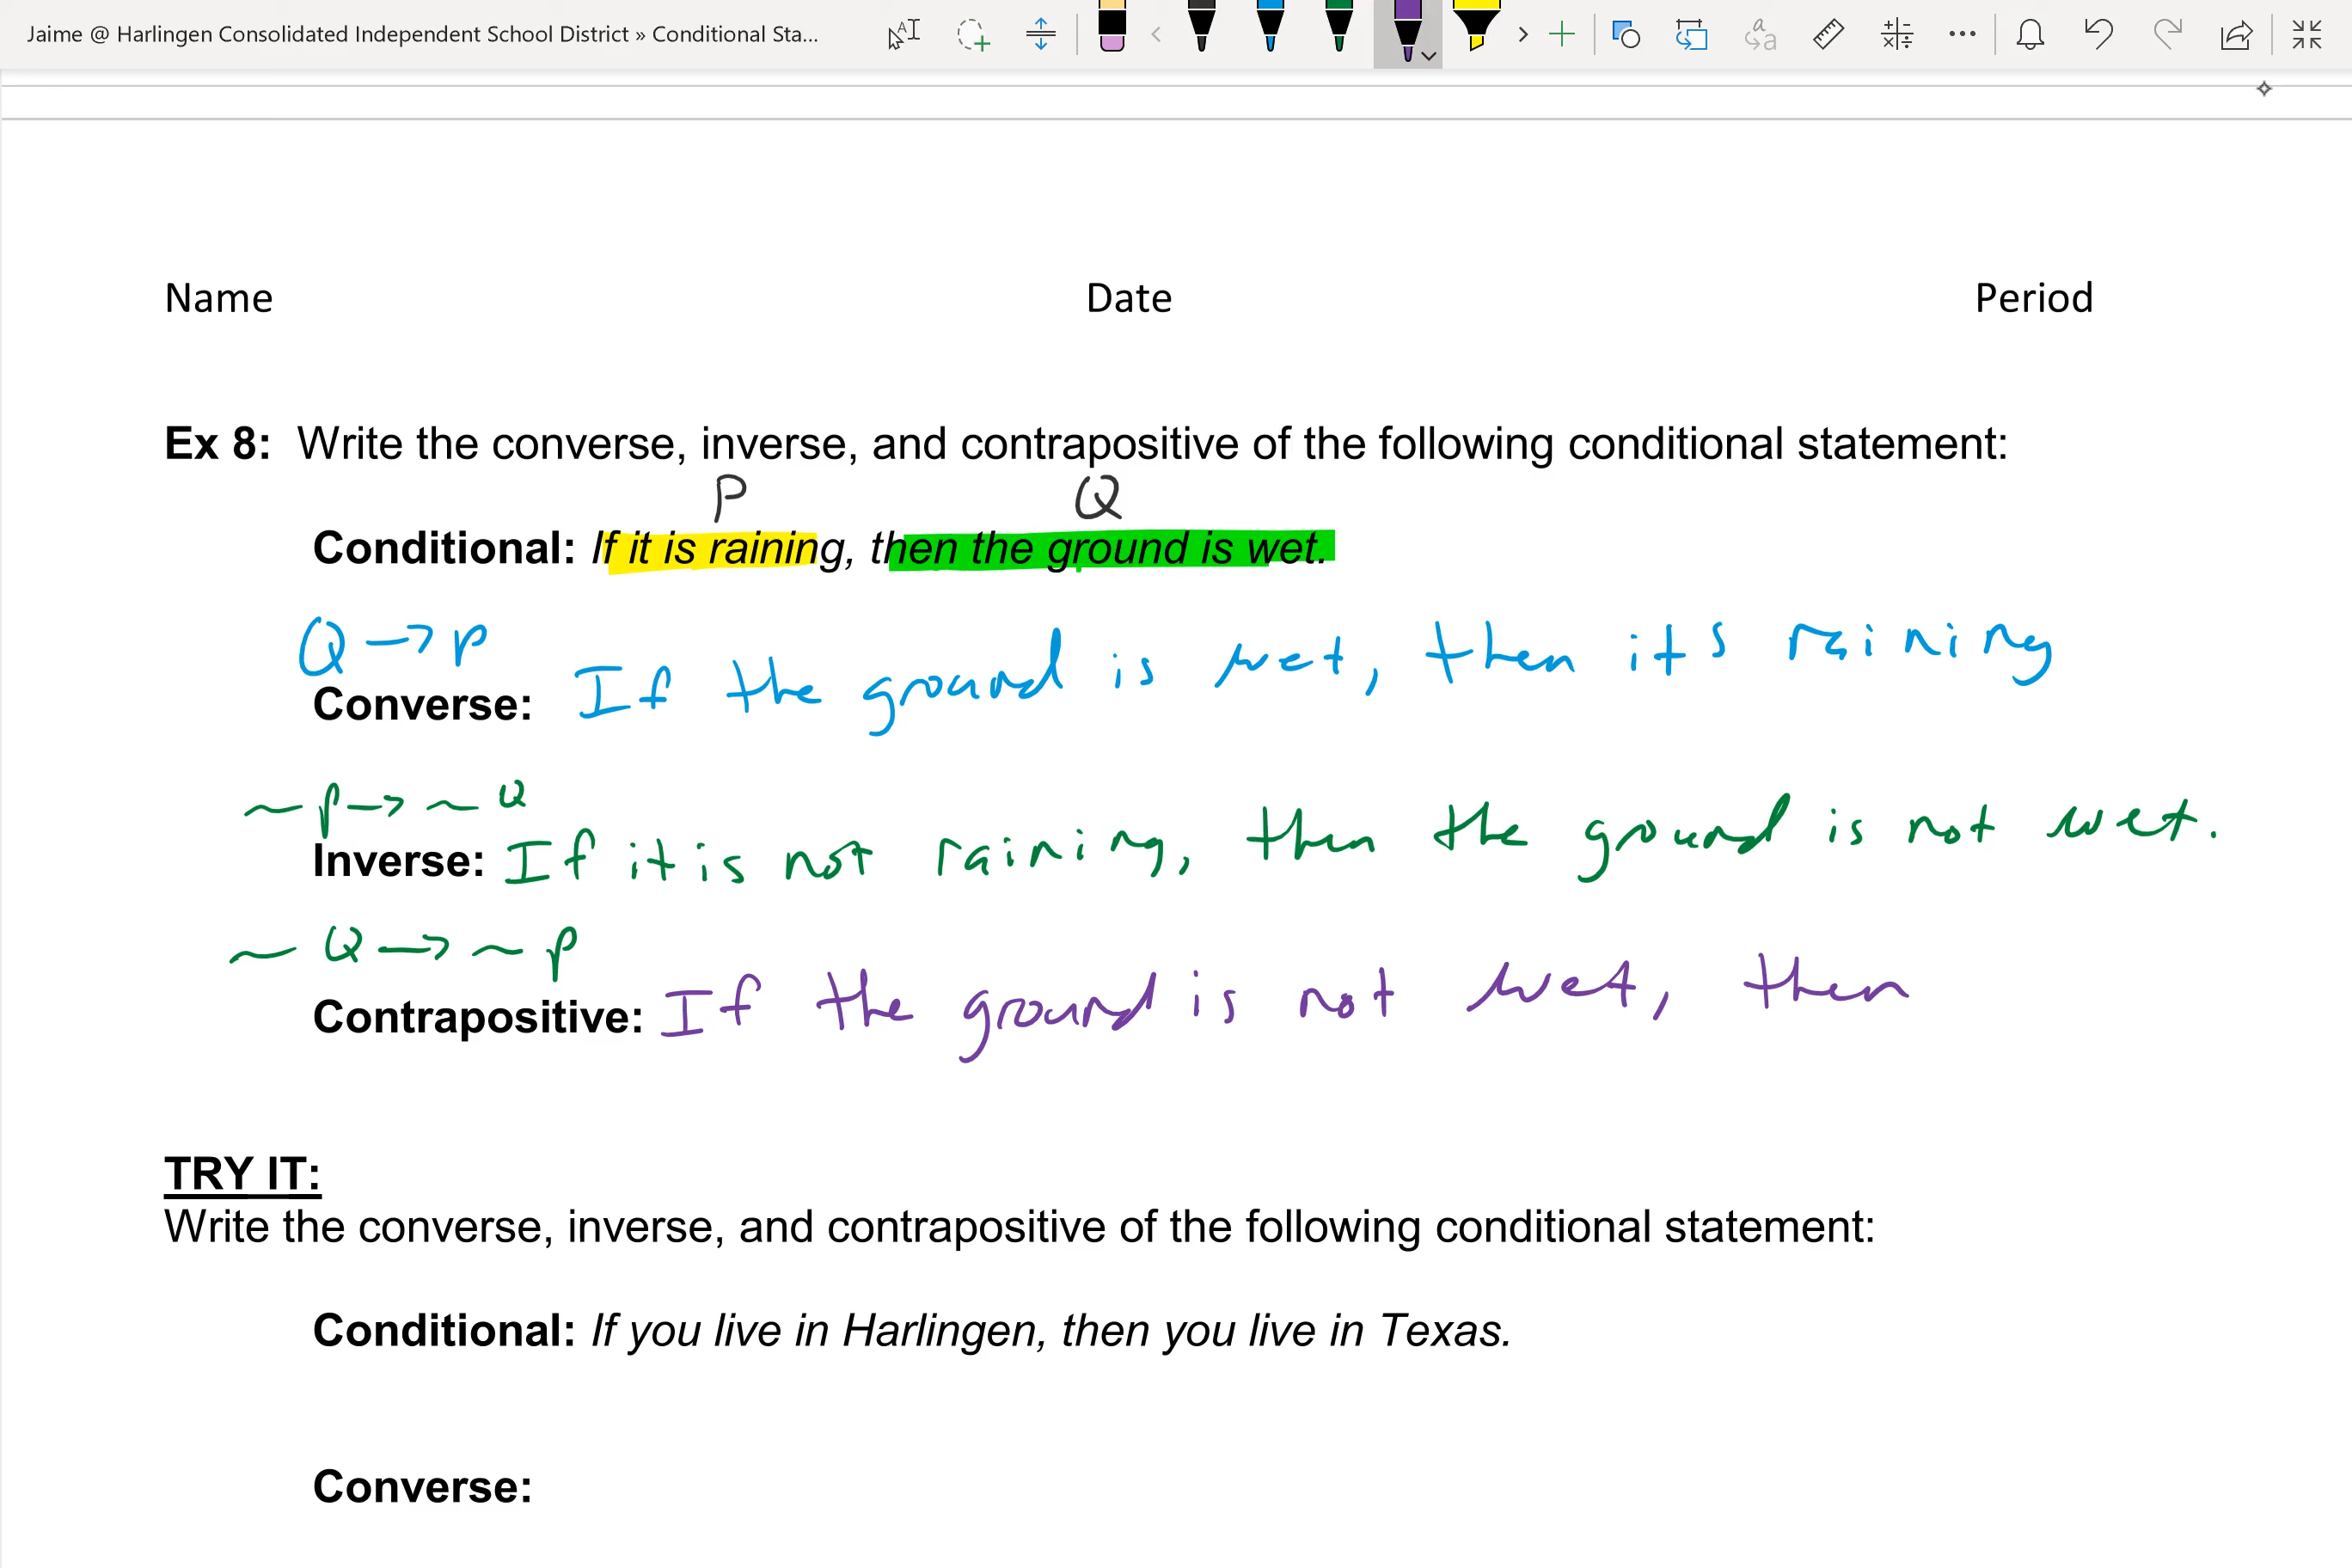 Jaime @ Harlingen Consolidated Independent School District » Conditional Sta...
Name Date Period
Ex 8: Write the converse, inverse, and contrapositive of the following conditional statement:
P Q
Conditional: If it is raining, then the ground is wet.
Q → P
Converse: If the ground is wet, then its raining
~ P → ~ Q
Inverse: If it is not raining, then the ground is not wet.
~ Q → ~ P
Contrapositive: If the ground is not wet, then
TRY IT:
Write the converse, inverse, and contrapositive of the following conditional statement:
Conditional: If you live in Harlingen, then you live in Texas.
Converse: